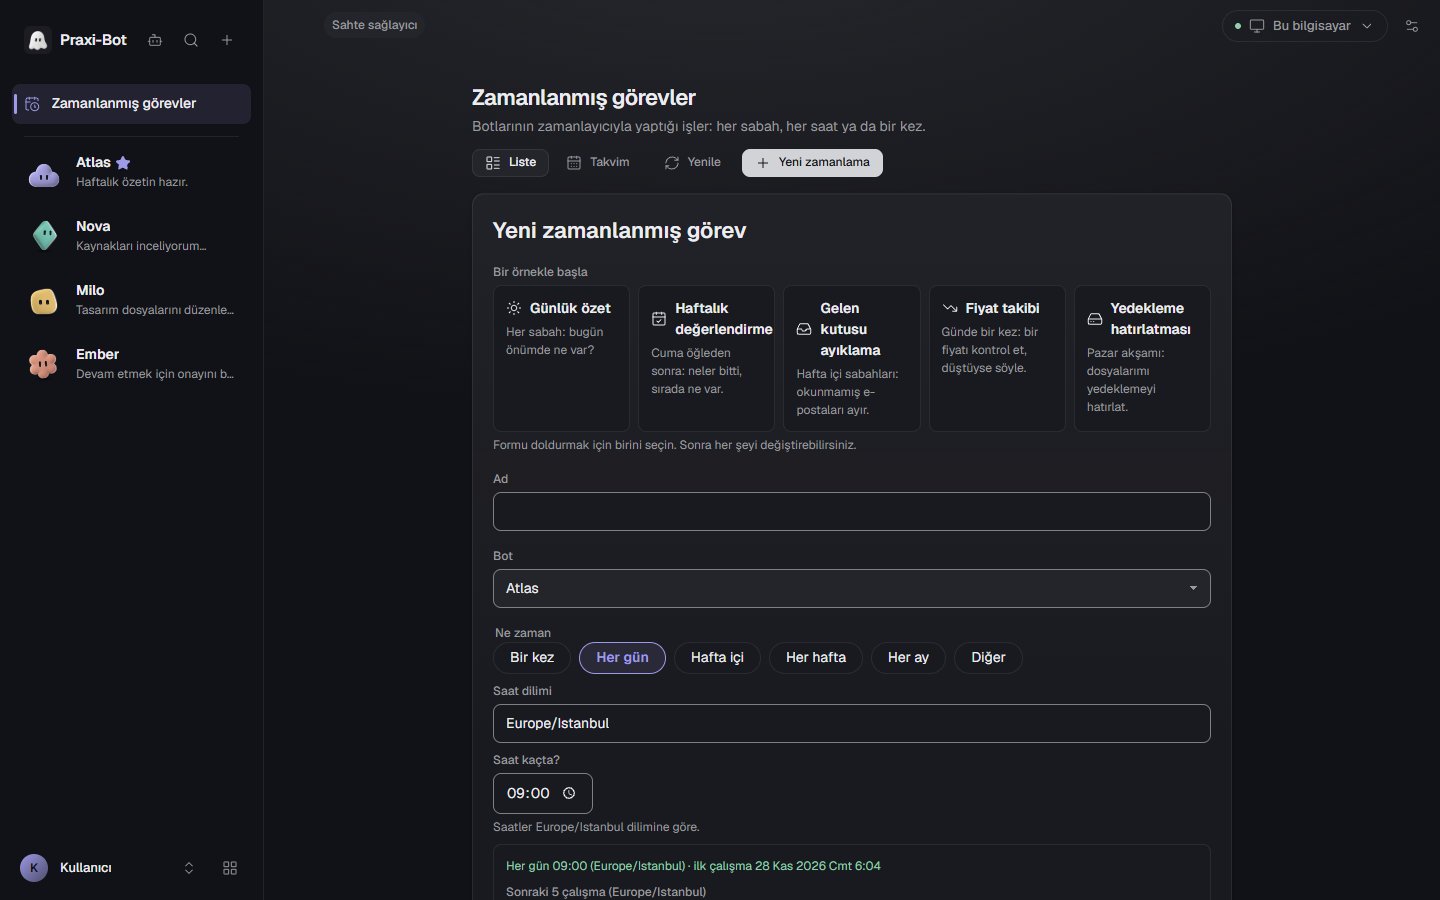 Praxi-Bot
Zamanlanmış görevler
Atlas
Haftalık özetin hazır.
Nova
Kaynakları inceliyorum...
Milo
Tasarım dosyalarını düzenle...
Ember
Devam etmek için onayını b...
K
Kullanıcı
Sahte sağlayıcı
Bu bilgisayar
Zamanlanmış görevler
Botlarının zamanlayıcıyla yaptığı işler: her sabah, her saat ya da bir kez.
Liste
Takvim
Yenile
Yeni zamanlama
Yeni zamanlanmış görev
Bir örnekle başla
Günlük özet
Her sabah: bugün
önümde ne var?
Haftalık
değerlendirme
Cuma öğleden
sonra: neler bitti,
sırada ne var.
Gelen
kutusu
ayıklama
Hafta içi sabahları:
okunmamış e-
postaları ayır.
Fiyat takibi
Günde bir kez: bir
fiyatı kontrol et,
düştüyse söyle.
Yedekleme
hatırlatması
Pazar akşamı:
dosyalarımı
yedeklemeyi
hatırlat.
Formu doldurmak için birini seçin. Sonra her şeyi değiştirebilirsiniz.
Ad
Bot
Atlas
Ne zaman
Bir kez
Her gün
Hafta içi
Her hafta
Her ay
Diğer
Saat dilimi
Europe/Istanbul
Saat kaçta?
09:00
Saatler Europe/Istanbul dilimine göre.
Her gün 09:00 (Europe/Istanbul) · ilk çalışma 28 Kas 2026 Cmt 6:04
Sonraki 5 çalışma (Europe/Istanbul)